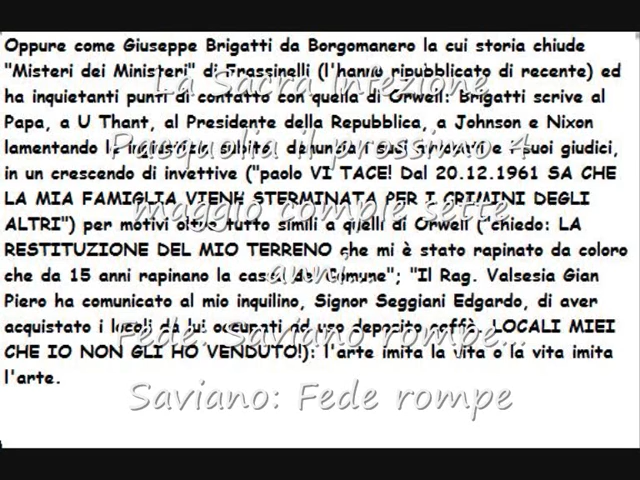 Oppure come Giuseppe Brigatti da Borgomanero la cui storia chiude
"Misteri dei Ministeri" di Frassinelli (l'hanno ripubblicato di recente) ed
ha inquietanti punti di contatto con quella di Orwell: Brigatti scrive al
Papa, a U Thant, al Presidente della Repubblica, a Johnson e Nixon
lamentando le ingiustizie subite, suoi e i suoi giudici,
in un crescendo di invettive ("paolo VI TACE! Dal 20.12.1961 SA CHE
LA MIA FAMIGLIA VIENE STERMINATA PER I CRIMINI DEGLI
ALTRI") per motivi oltretutto simili a quelli di Orwell ("chiedo: LA
RESTITUZIONE DEL MIO TERRENO che mi è stato rapinato da coloro
che da 15 anni rapinano la cassa del Comune"; "Il Rag. Valsesia Gian
Piero ha comunicato al mio inquilino, Signor Seggiani Edgardo, di aver
acquistato i locali da lui occupati ad uso deposito caffè. LOCALI MIEI
CHE IO NON GLI HO VENDUTO!): l'arte imita la vita o la vita imita
l'arte.
La Sacra Infezione
Pasqualia il prossimo 4
maggio compie sette
anni...
Fede. Saviano rompe...
Saviano: Fede rompe